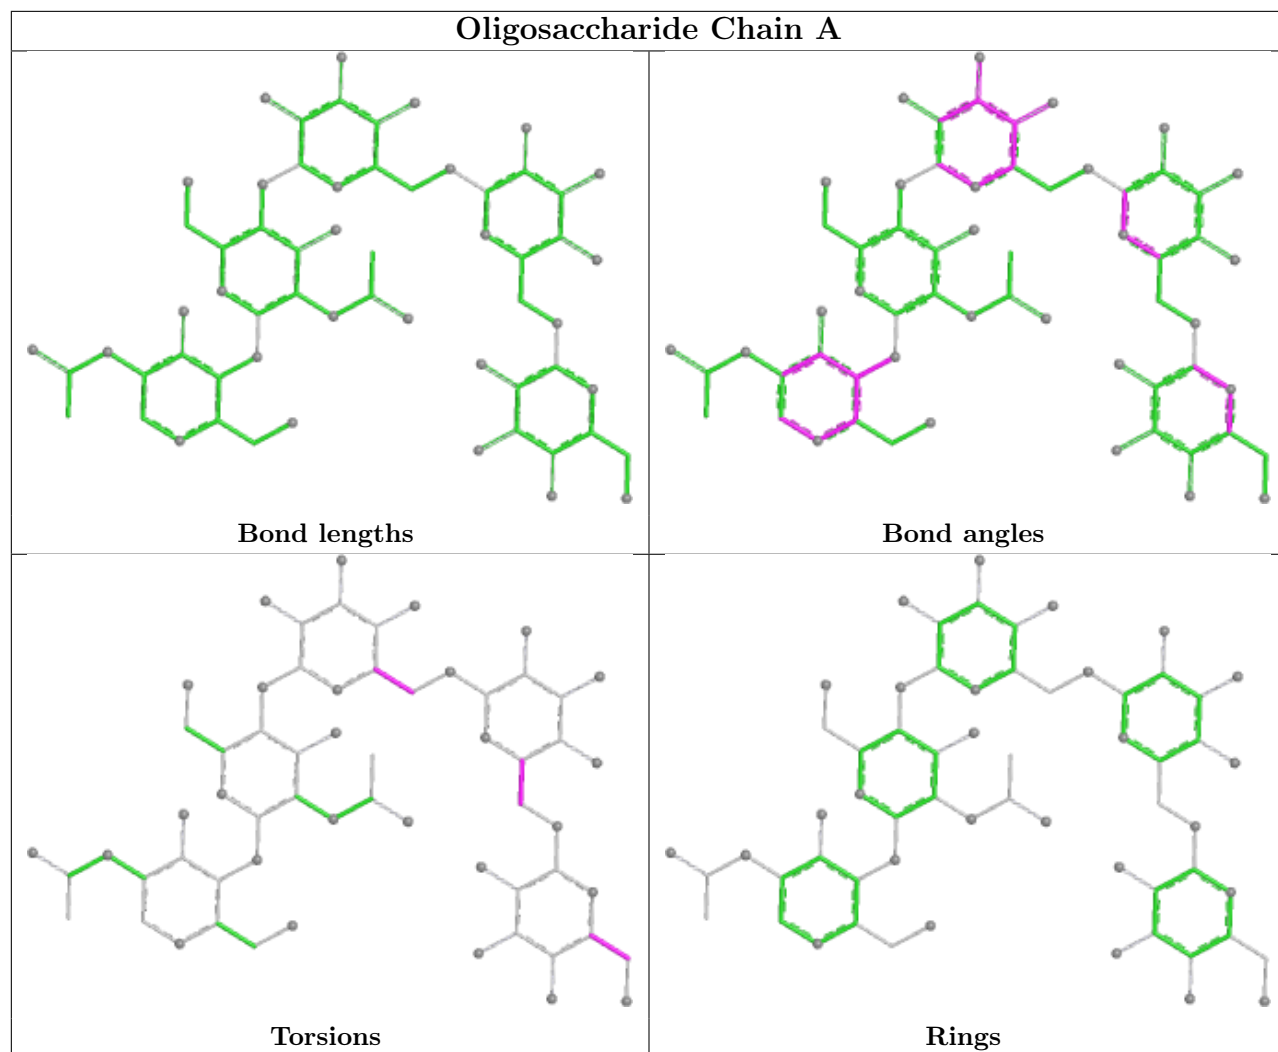 Oligosaccharide Chain A
Bond lengths
Bond angles
Torsions
Rings